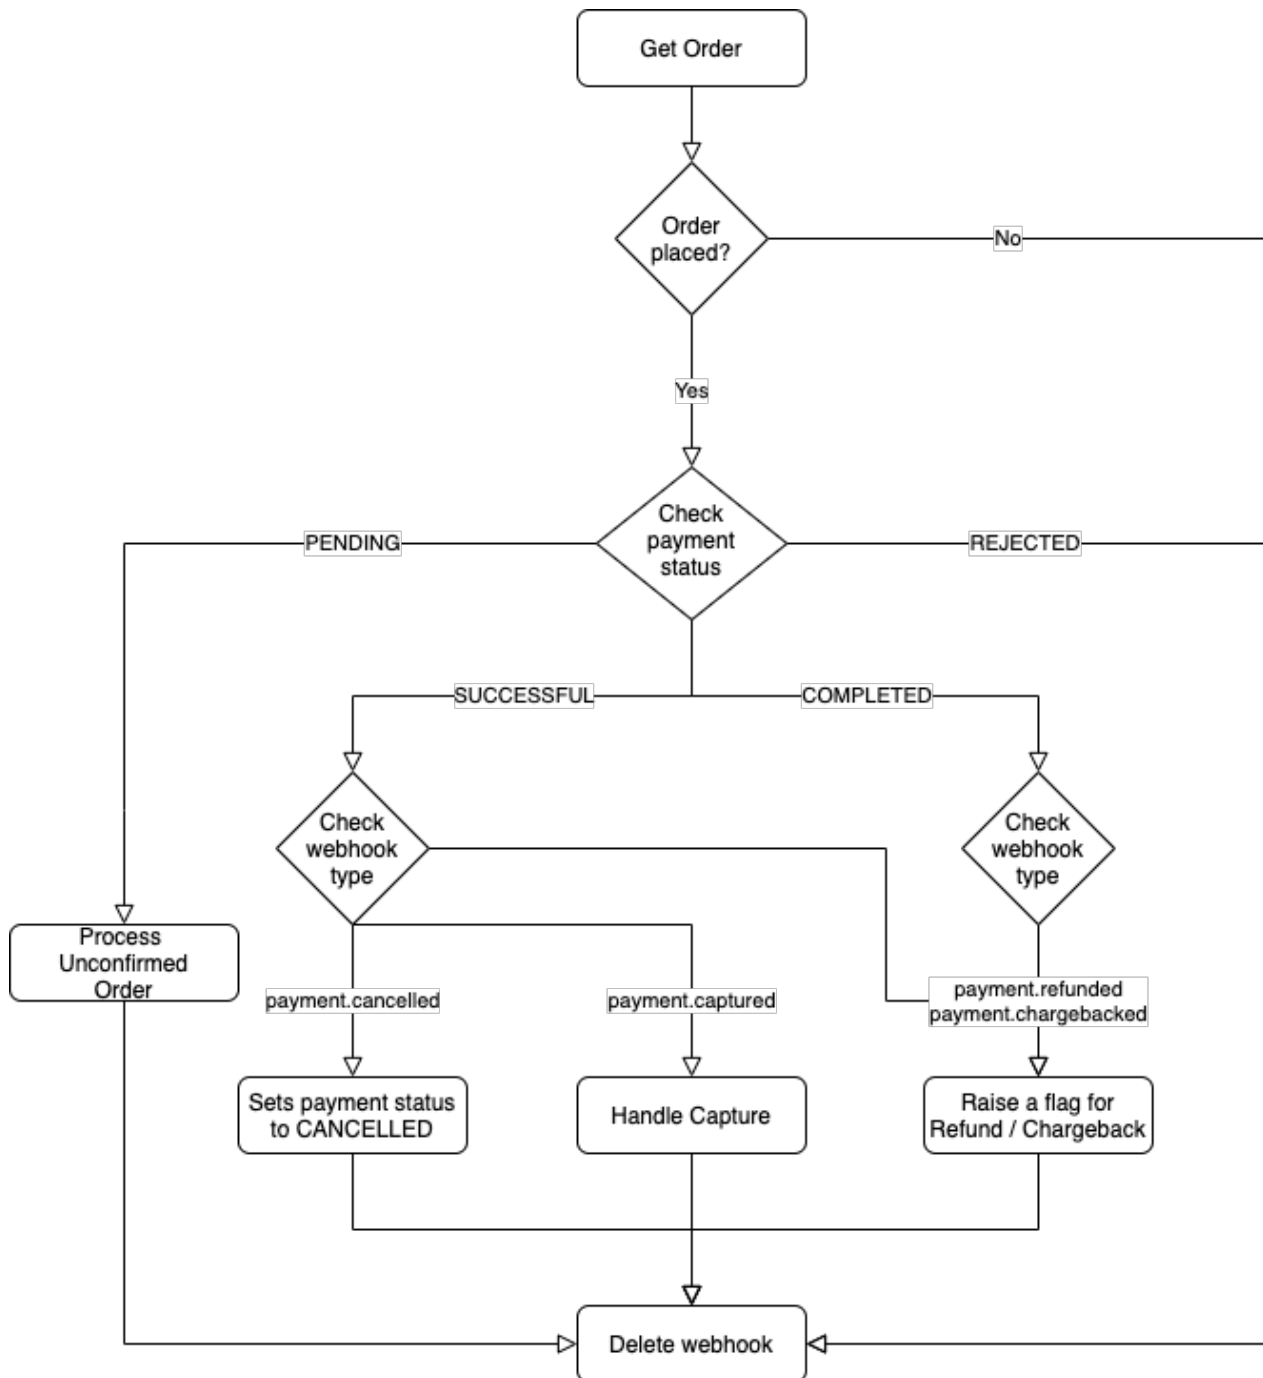 Get Order
Order
placed?
No
Yes
Check
payment
status
PENDING
REJECTED
SUCCESSFUL
COMPLETED
Check
webhook
type
Check
webhook
type
Process
Unconfirmed
Order
payment.cancelled
payment.captured
payment.refunded
payment.chargebacked
Sets payment status
to CANCELLED
Handle Capture
Raise a flag for
Refund / Chargeback
Delete webhook